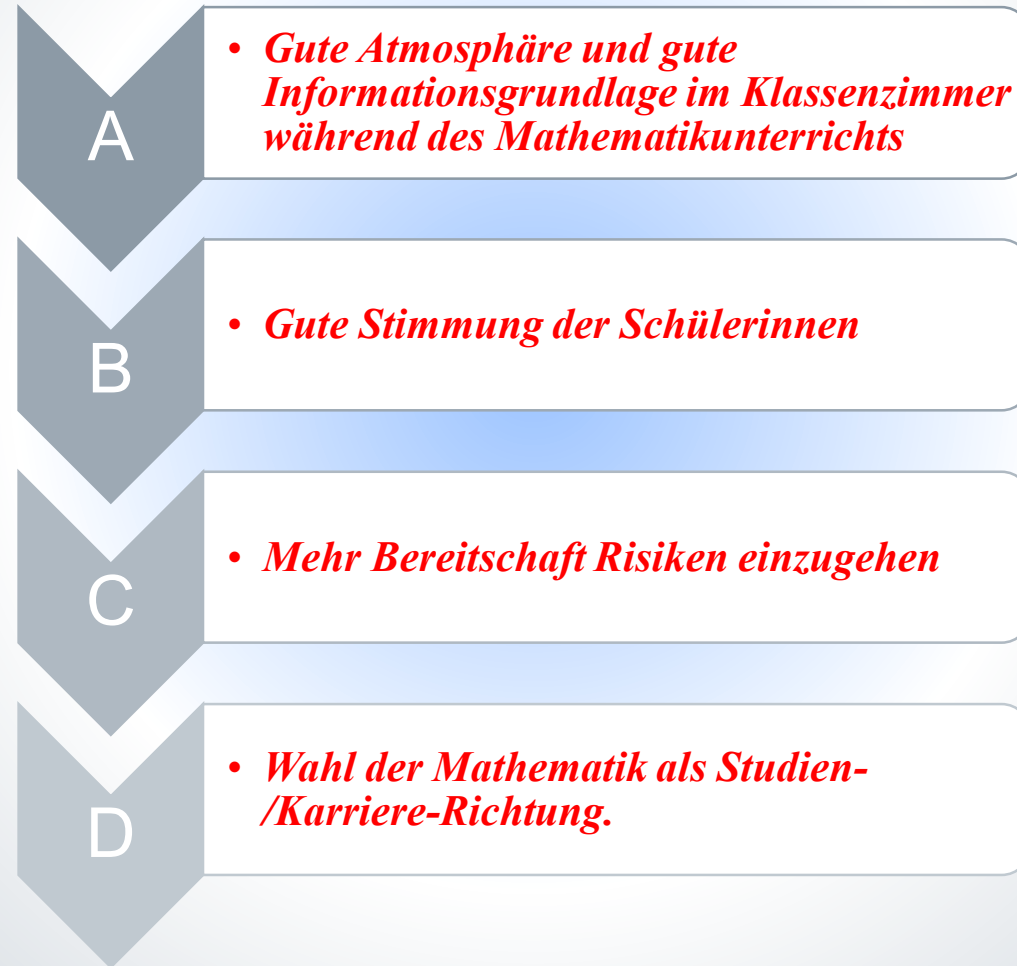 A
• Gute Atmosphäre und gute
Informationsgrundlage im Klassenzimmer
während des Mathematikunterrichts
B
• Gute Stimmung der Schülerinnen
C
• Mehr Bereitschaft Risiken einzugehen
D
• Wahl der Mathematik als Studien-
/Karriere-Richtung.